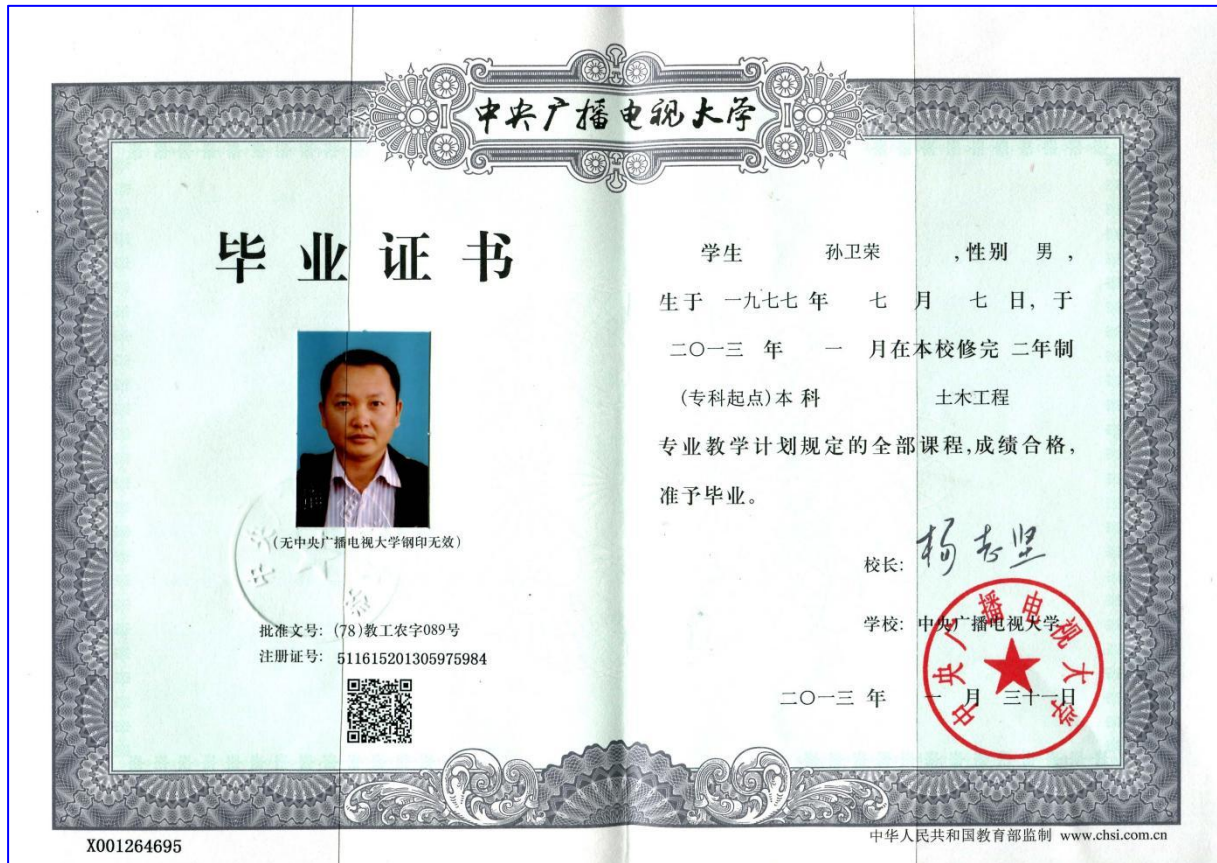 中央广播电视大学
毕业证书
(无中央广播电视大学钢印无效)
批准文号: (78)教工农字089号
注册证号: 511615201305975984
X001264695
学生 孙卫荣 ,性别 男 ,
生于 一九七七 年 七 月 七 日, 于
二〇一三 年 一 月在本校修完 二年制
(专科起点)本 科 土木工程
专业教学计划规定的全部课程,成绩合格,
准予毕业。
校长: 杨志坚
学校: 中央广播电视大学
中央广播电视大学
二〇一三 年 一 月 三十一日
中华人民共和国教育部监制 www.chsi.com.cn